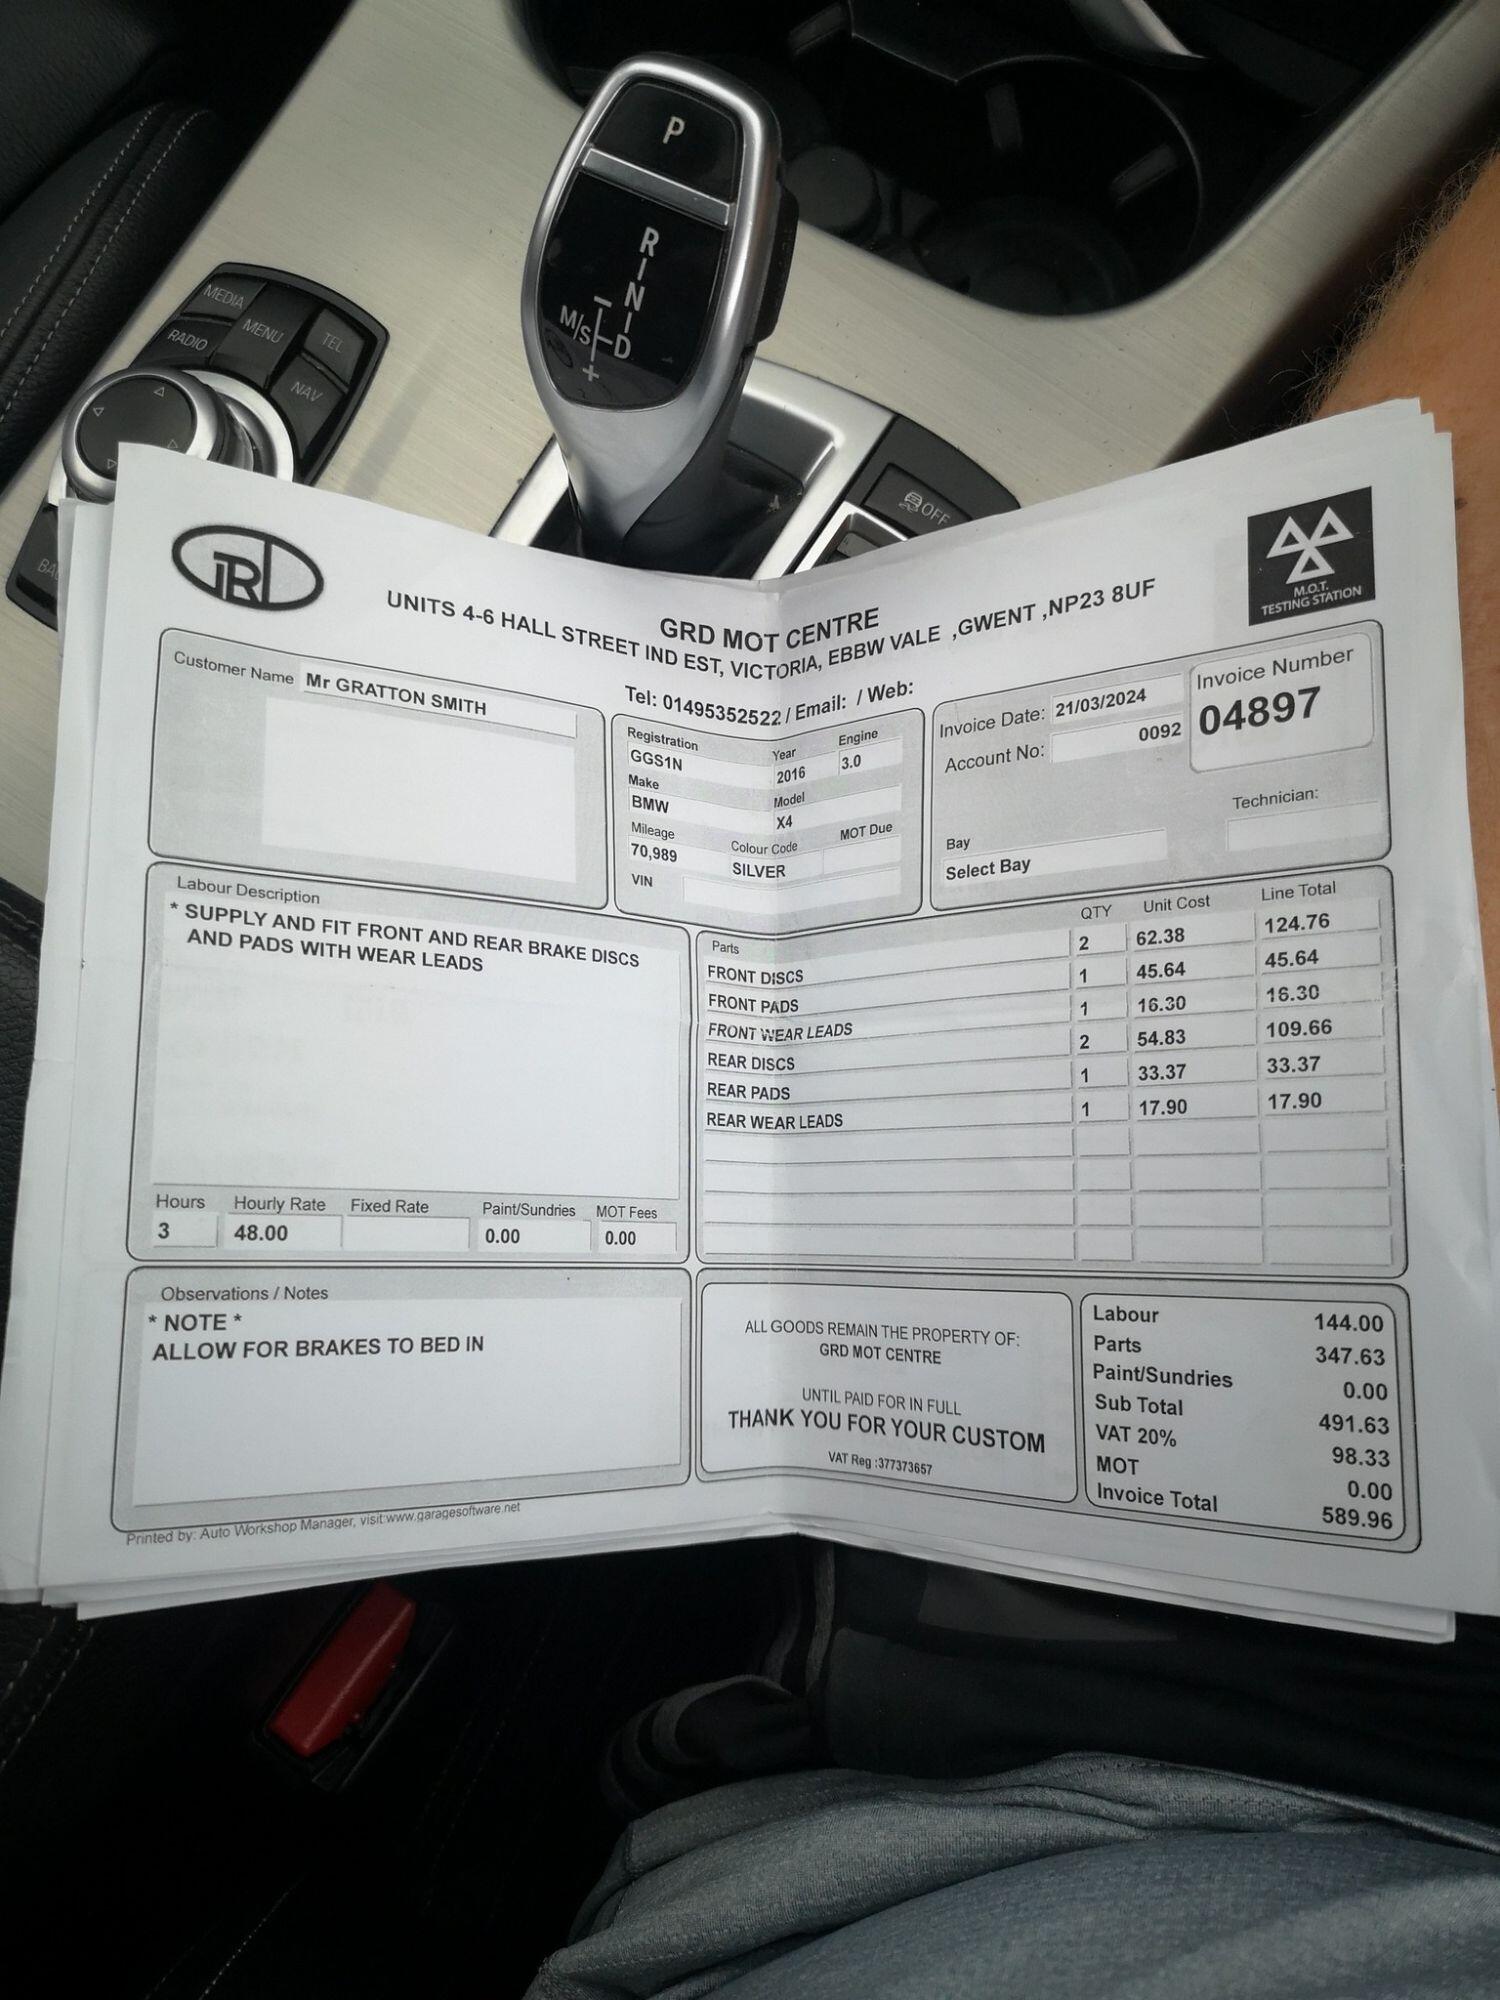 P
R
N
D
M/S
−
+
MEDIA
RADIO
MENU
TEL
NAV
OFF
GRD
GRD MOT CENTRE
UNITS 4-6 HALL STREET IND EST, VICTORIA, EBBW VALE ,GWENT ,NP23 8UF
Tel: 01495352522 / Email: / Web:
M.O.T.
TESTING STATION
Customer Name Mr GRATTON SMITH
Registration Year Engine
GGS1N 2016 3.0
Make Model
BMW X4
Mileage Colour Code MOT Due
70,989 SILVER
VIN
Invoice Date: 21/03/2024
Account No: 0092
Invoice Number
04897
Technician:
Bay
Select Bay
Labour Description
* SUPPLY AND FIT FRONT AND REAR BRAKE DISCS
AND PADS WITH WEAR LEADS
Hours Hourly Rate Fixed Rate Paint/Sundries MOT Fees
3 48.00 0.00 0.00
Parts QTY Unit Cost Line Total
FRONT DISCS 2 62.38 124.76
FRONT PADS 1 45.64 45.64
FRONT WEAR LEADS 1 16.30 16.30
REAR DISCS 2 54.83 109.66
REAR PADS 1 33.37 33.37
REAR WEAR LEADS 1 17.90 17.90
Observations / Notes
* NOTE *
ALLOW FOR BRAKES TO BED IN
ALL GOODS REMAIN THE PROPERTY OF:
GRD MOT CENTRE
UNTIL PAID FOR IN FULL
THANK YOU FOR YOUR CUSTOM
VAT Reg :377373657
Labour 144.00
Parts 347.63
Paint/Sundries 0.00
Sub Total 491.63
VAT 20% 98.33
MOT 0.00
Invoice Total 589.96
Printed by: Auto Workshop Manager, visit:www.garagesoftware.net